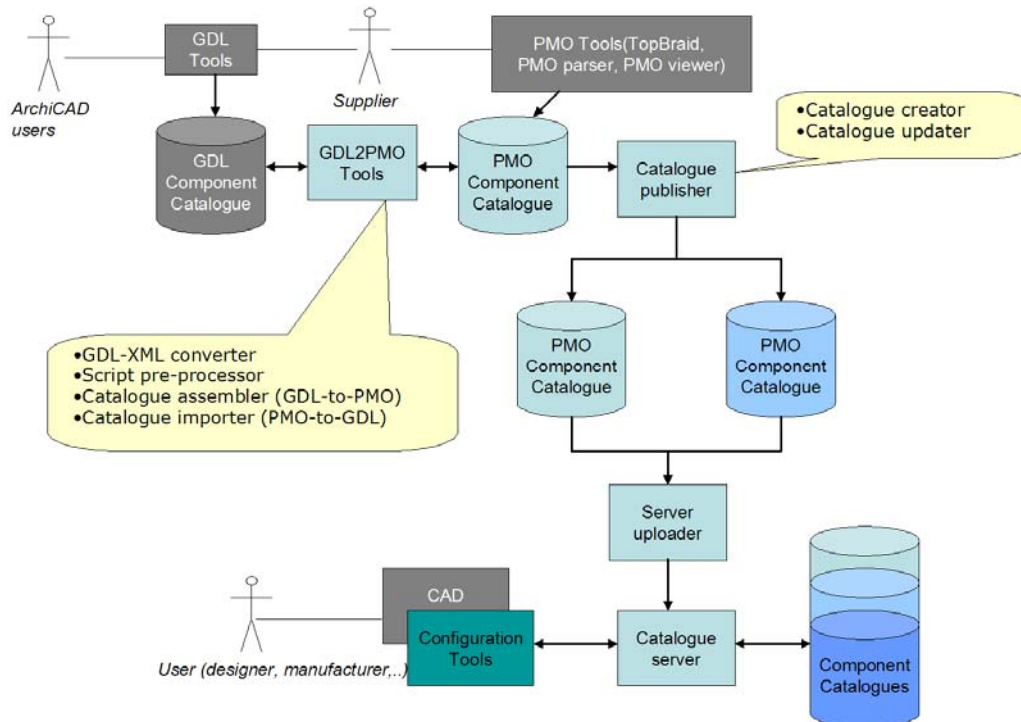 GDL
Tools
PMO Tools(TopBraid,
PMO parser, PMO viewer)
ArchiCAD
users
Supplier
•Catalogue creator
•Catalogue updater
GDL
Component
Catalogue
GDL2PMO
Tools
PMO
Component
Catalogue
Catalogue
publisher
•GDL-XML converter
•Script pre-processor
•Catalogue assembler (GDL-to-PMO)
•Catalogue importer (PMO-to-GDL)
PMO
Component
Catalogue
PMO
Component
Catalogue
Server
uploader
CAD
Configuration
Tools
User (designer, manufacturer,..)
Catalogue
server
Component
Catalogues